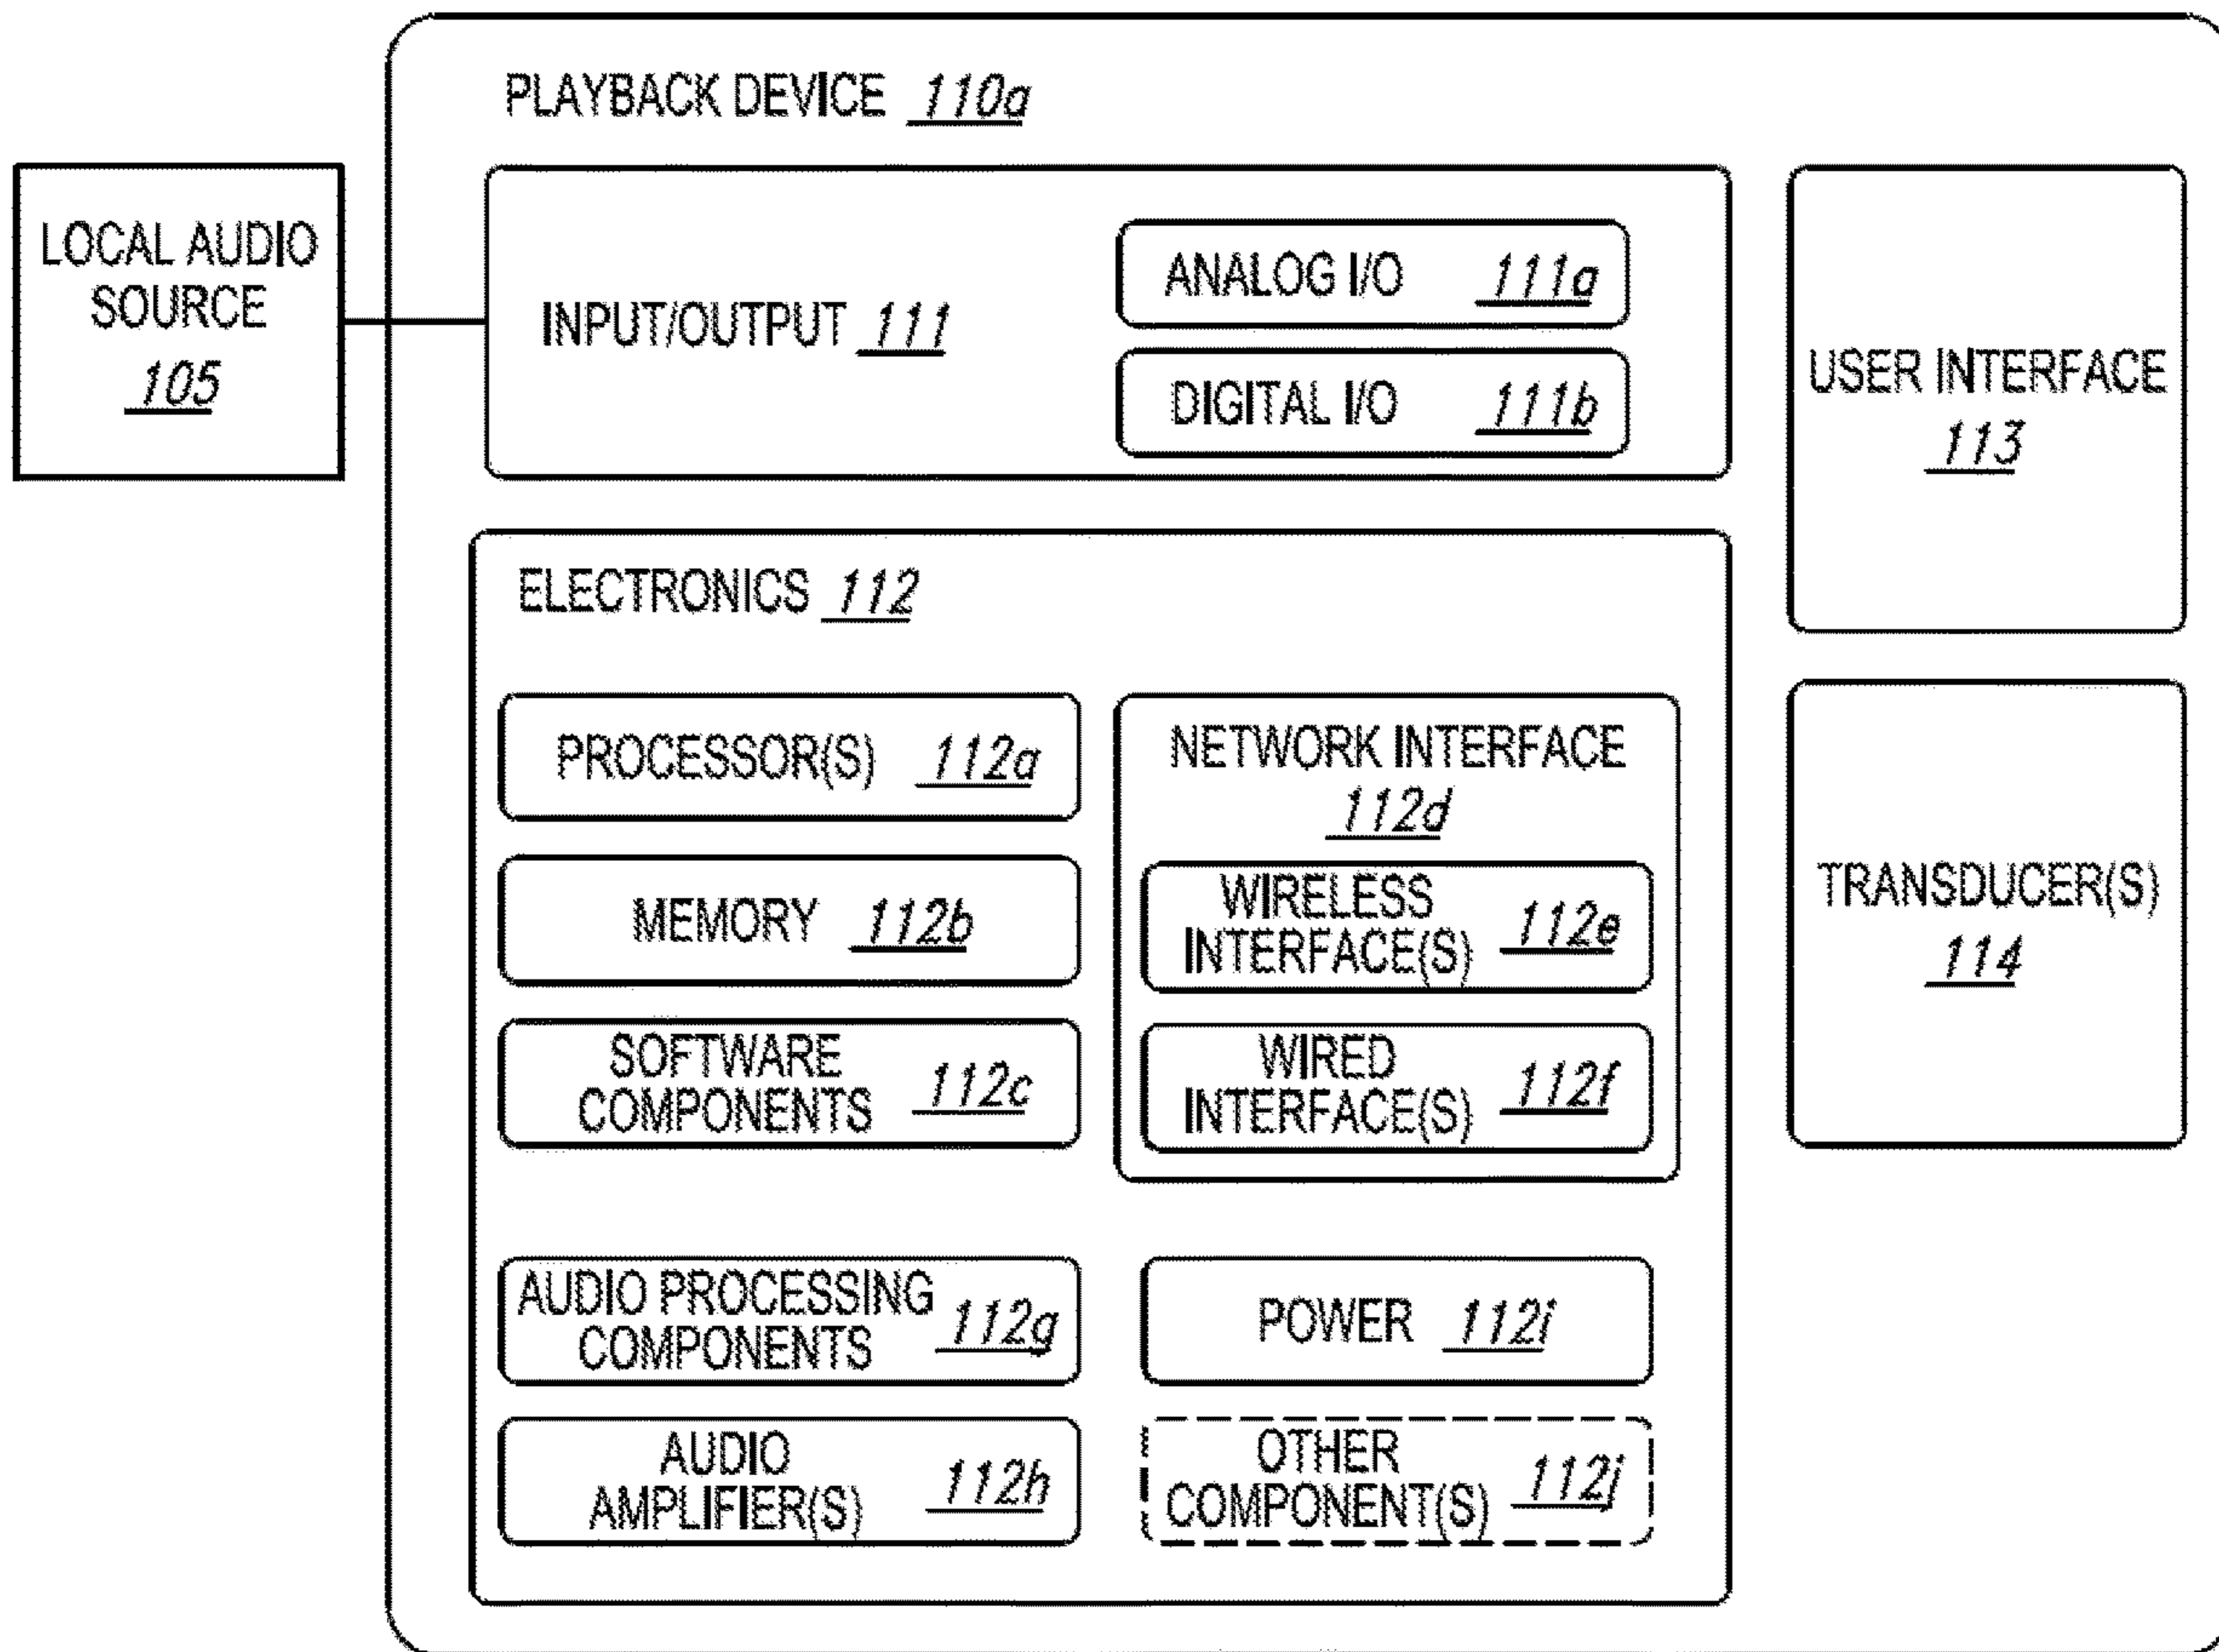 PLAYBACK DEVICE 110a
LOCAL AUDIO
SOURCE
105
INPUT/OUTPUT 111
ANALOG I/O 111a
DIGITAL I/O 111b
USER INTERFACE
113
ELECTRONICS 112
PROCESSOR(S) 112a
MEMORY 112b
SOFTWARE
COMPONENTS 112c
NETWORK INTERFACE
112d
WIRELESS
INTERFACE(S) 112e
WIRED
INTERFACE(S) 112f
AUDIO PROCESSING
COMPONENTS 112g
AUDIO
AMPLIFIER(S) 112h
POWER 112i
OTHER
COMPONENT(S) 112j
TRANSDUCER(S)
114